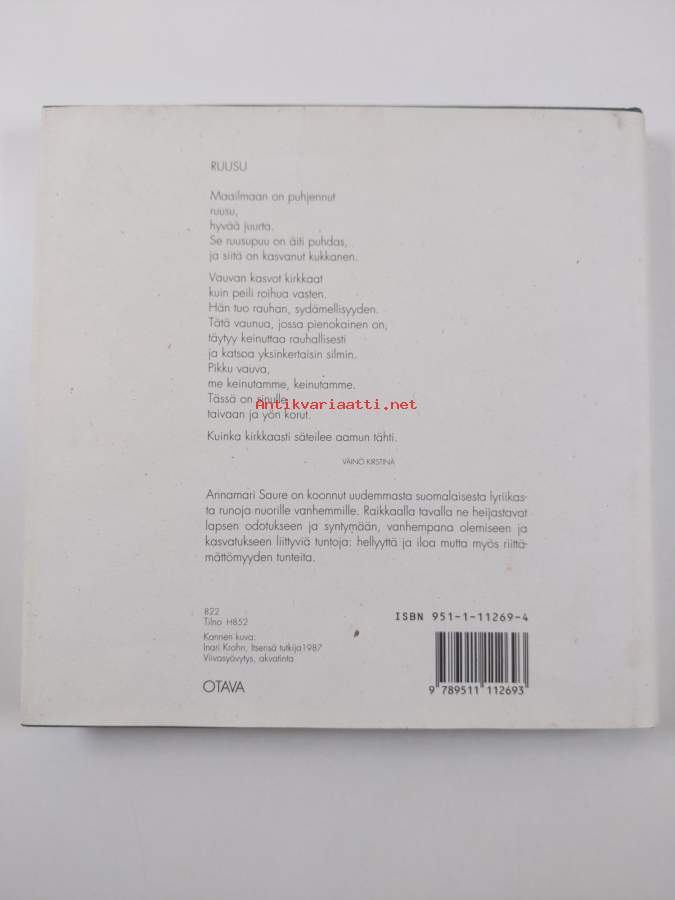 RUUSU
Maailmaan on puhjennut
ruusu,
hyvää juurta.
Se ruusupuu on äiti puhdas,
ja siitä on kasvanut kukkanen.
Vauvan kasvot kirkkaat
kuin peili roihua vasten.
Hän tuo rauhan, sydämellisyyden.
Tätä vaunua, jossa pienokainen on,
täytyy keinuttaa rauhallisesti
ja katsoa yksinkertaisin silmin.
Pikku vauva,
me keinutamme, keinutamme.
Tässä on sinulle
Antikvariaatti.net
taivaan ja yön korut.
Kuinka kirkkaasti säteilee aamun tähti.
VÄINÖ KIRSTINÄ
Annamari Saure on koonnut uudemmasta suomalaisesta lyriikas-
ta runoja nuorille vanhemmille. Raikkaalla tavalla ne heijastavat
lapsen odotukseen ja syntymään, vanhempana olemiseen ja
kasvatukseen liittyviä tuntoja: hellyyttä ja iloa mutta myös riittä-
mättömyyden tunteita.
822
Tilno H852
Kannen kuva:
Inari Krohn, Itsensä tutkija1987
Viivasyövytys, akvatinta
OTAVA
ISBN 951-1-11269-4
9 789511 112693